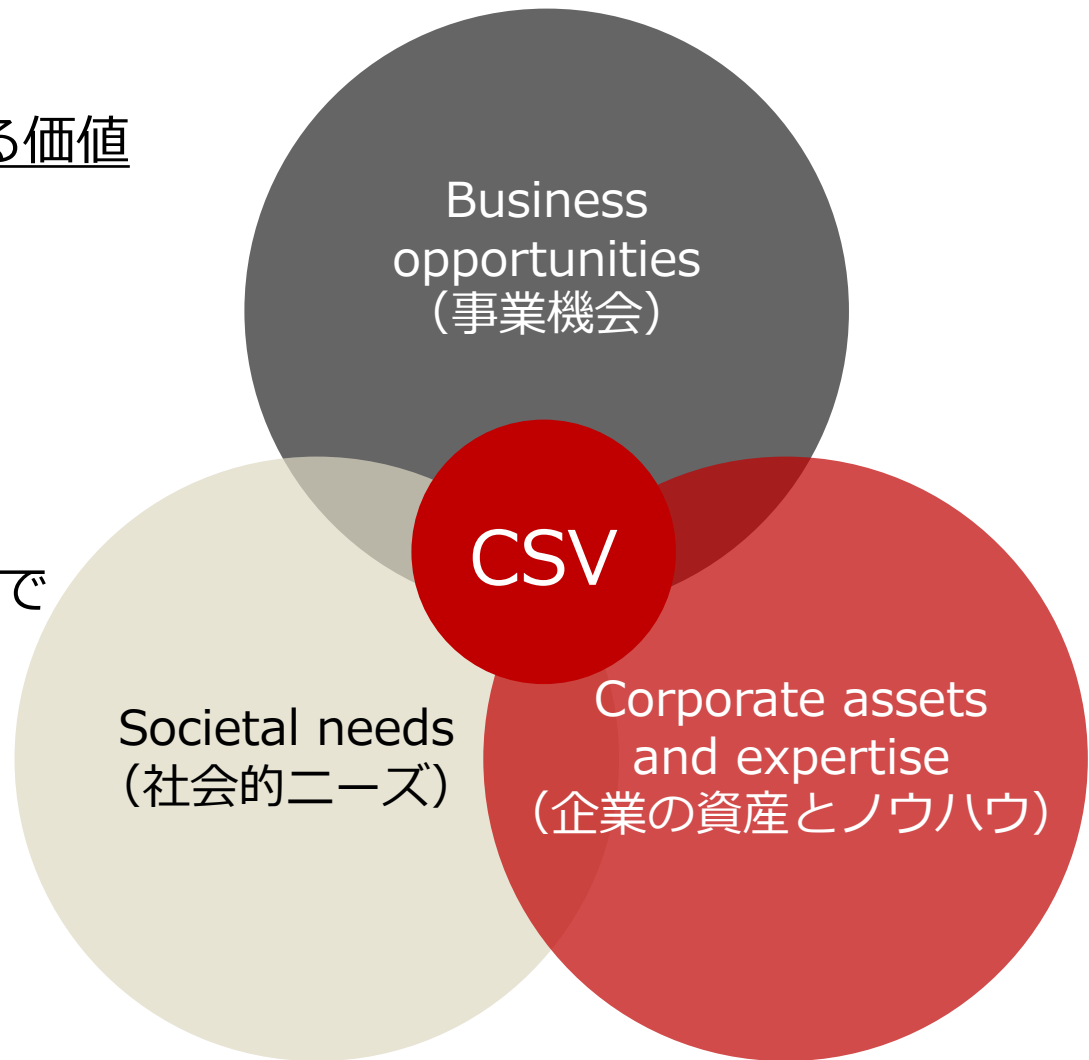 る価値
Business
opportunities
（事業機会）
CSV
で
Societal needs
（社会的ニーズ）
Corporate assets
and expertise
（企業の資産とノウハウ）